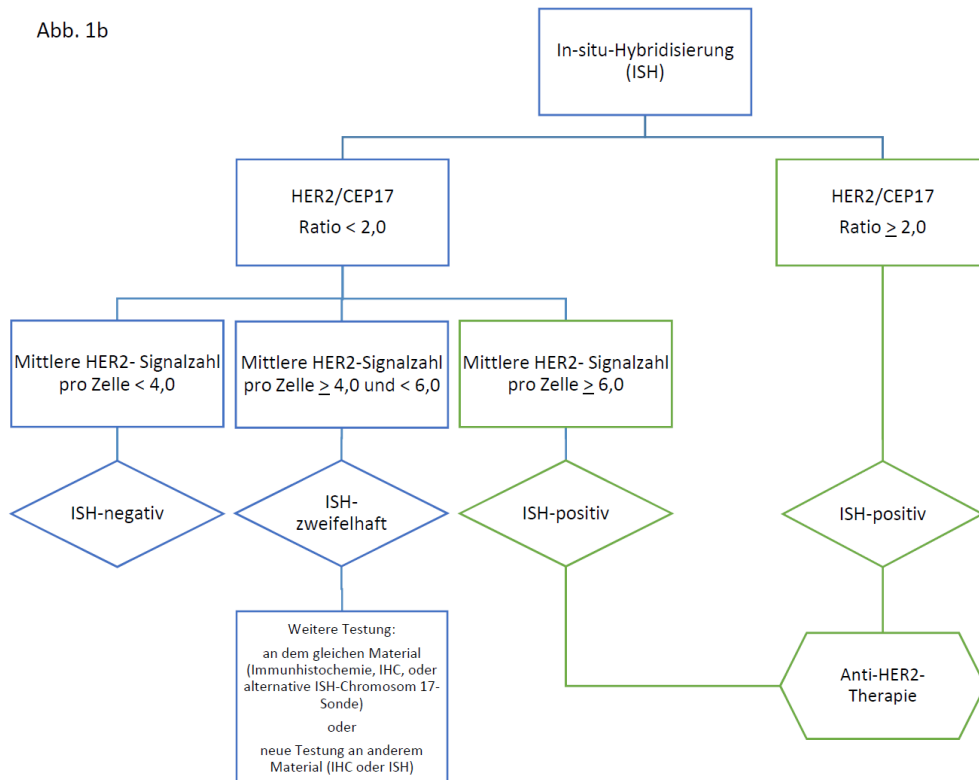 Abb. 1b
In-situ-Hybridisierung
(ISH)
HER2/CEP17
Ratio < 2,0
HER2/CEP17
Ratio ≥ 2,0
Mittlere HER2- Signalzahl
pro Zelle < 4,0
Mittlere HER2-Signalzahl
pro Zelle ≥ 4,0 und < 6,0
Mittlere HER2- Signalzahl
pro Zelle ≥ 6,0
ISH-negativ
ISH-
zweifelhaft
ISH-positiv
ISH-positiv
Weitere Testung:
an dem gleichen Material
(Immunhistochemie, IHC, oder
alternative ISH-Chromosom 17-
Sonde)
oder
neue Testung an anderem
Material (IHC oder ISH)
Anti-HER2-
Therapie